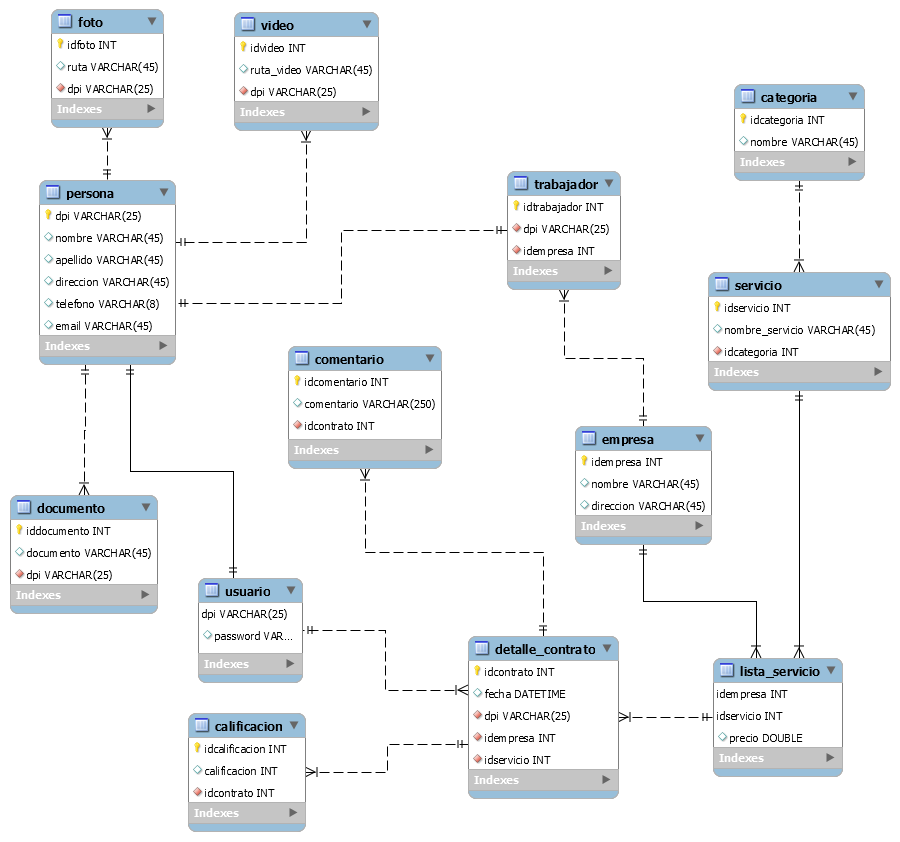 foto
idfoto INT
ruta VARCHAR(45)
dpi VARCHAR(25)
Indexes
video
idvideo INT
ruta_video VARCHAR(45)
dpi VARCHAR(25)
Indexes
categoria
idcategoria INT
nombre VARCHAR(45)
Indexes
persona
dpi VARCHAR(25)
nombre VARCHAR(45)
apellido VARCHAR(45)
direccion VARCHAR(45)
telefono VARCHAR(8)
email VARCHAR(45)
Indexes
trabajador
idtrabajador INT
dpi VARCHAR(25)
idempresa INT
Indexes
servicio
idservicio INT
nombre_servicio VARCHAR(45)
idcategoria INT
Indexes
comentario
idcomentario INT
comentario VARCHAR(250)
idcontrato INT
Indexes
empresa
idempresa INT
nombre VARCHAR(45)
direccion VARCHAR(45)
Indexes
documento
iddocumento INT
documento VARCHAR(45)
dpi VARCHAR(25)
Indexes
usuario
dpi VARCHAR(25)
password VAR...
Indexes
detalle_contrato
idcontrato INT
fecha DATETIME
dpi VARCHAR(25)
idempresa INT
idservicio INT
Indexes
lista_servicio
idempresa INT
idservicio INT
precio DOUBLE
Indexes
calificacion
idcalificacion INT
calificacion INT
idcontrato INT
Indexes